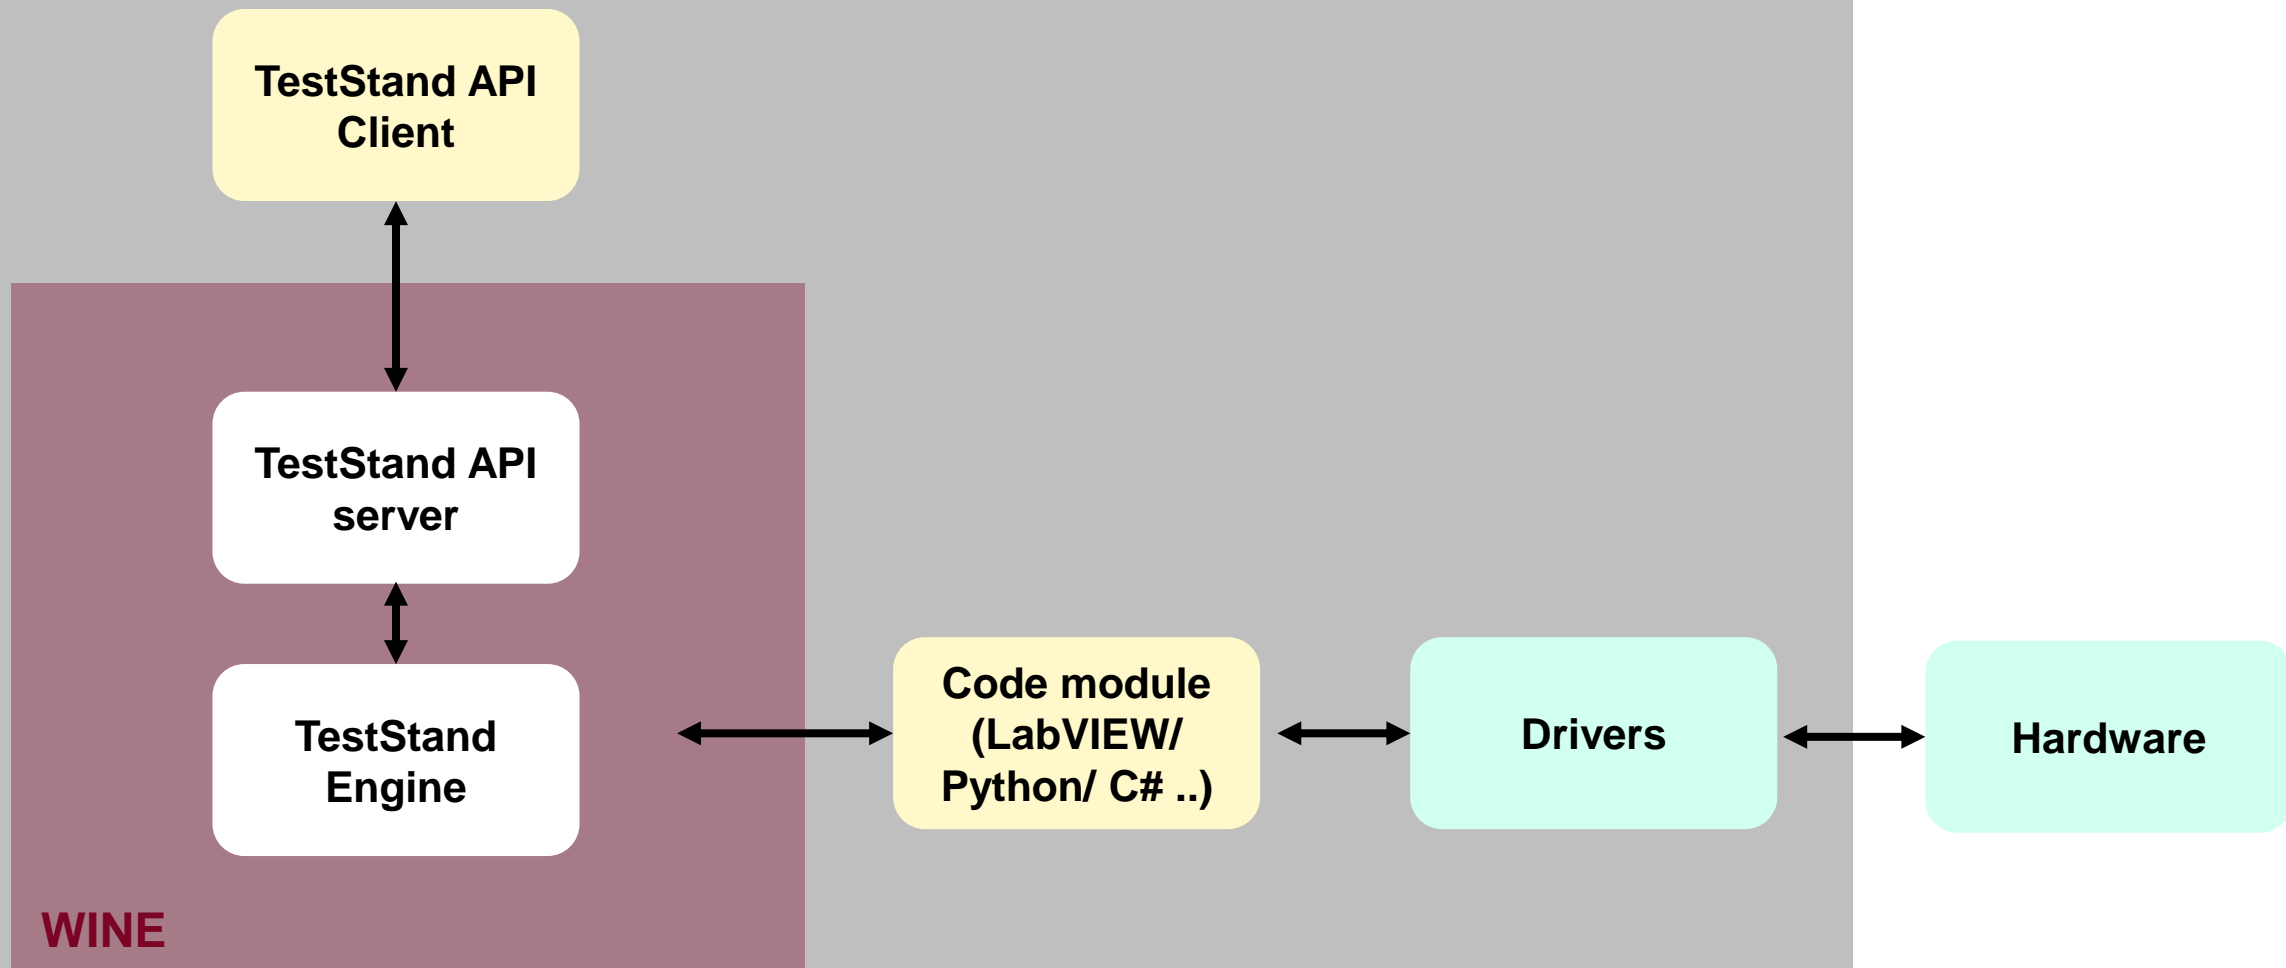 TestStand API
Client
TestStand API
server
TestStand
Engine
Code module
(LabVIEW/
Python/ C# ..)
Drivers
Hardware
WINE